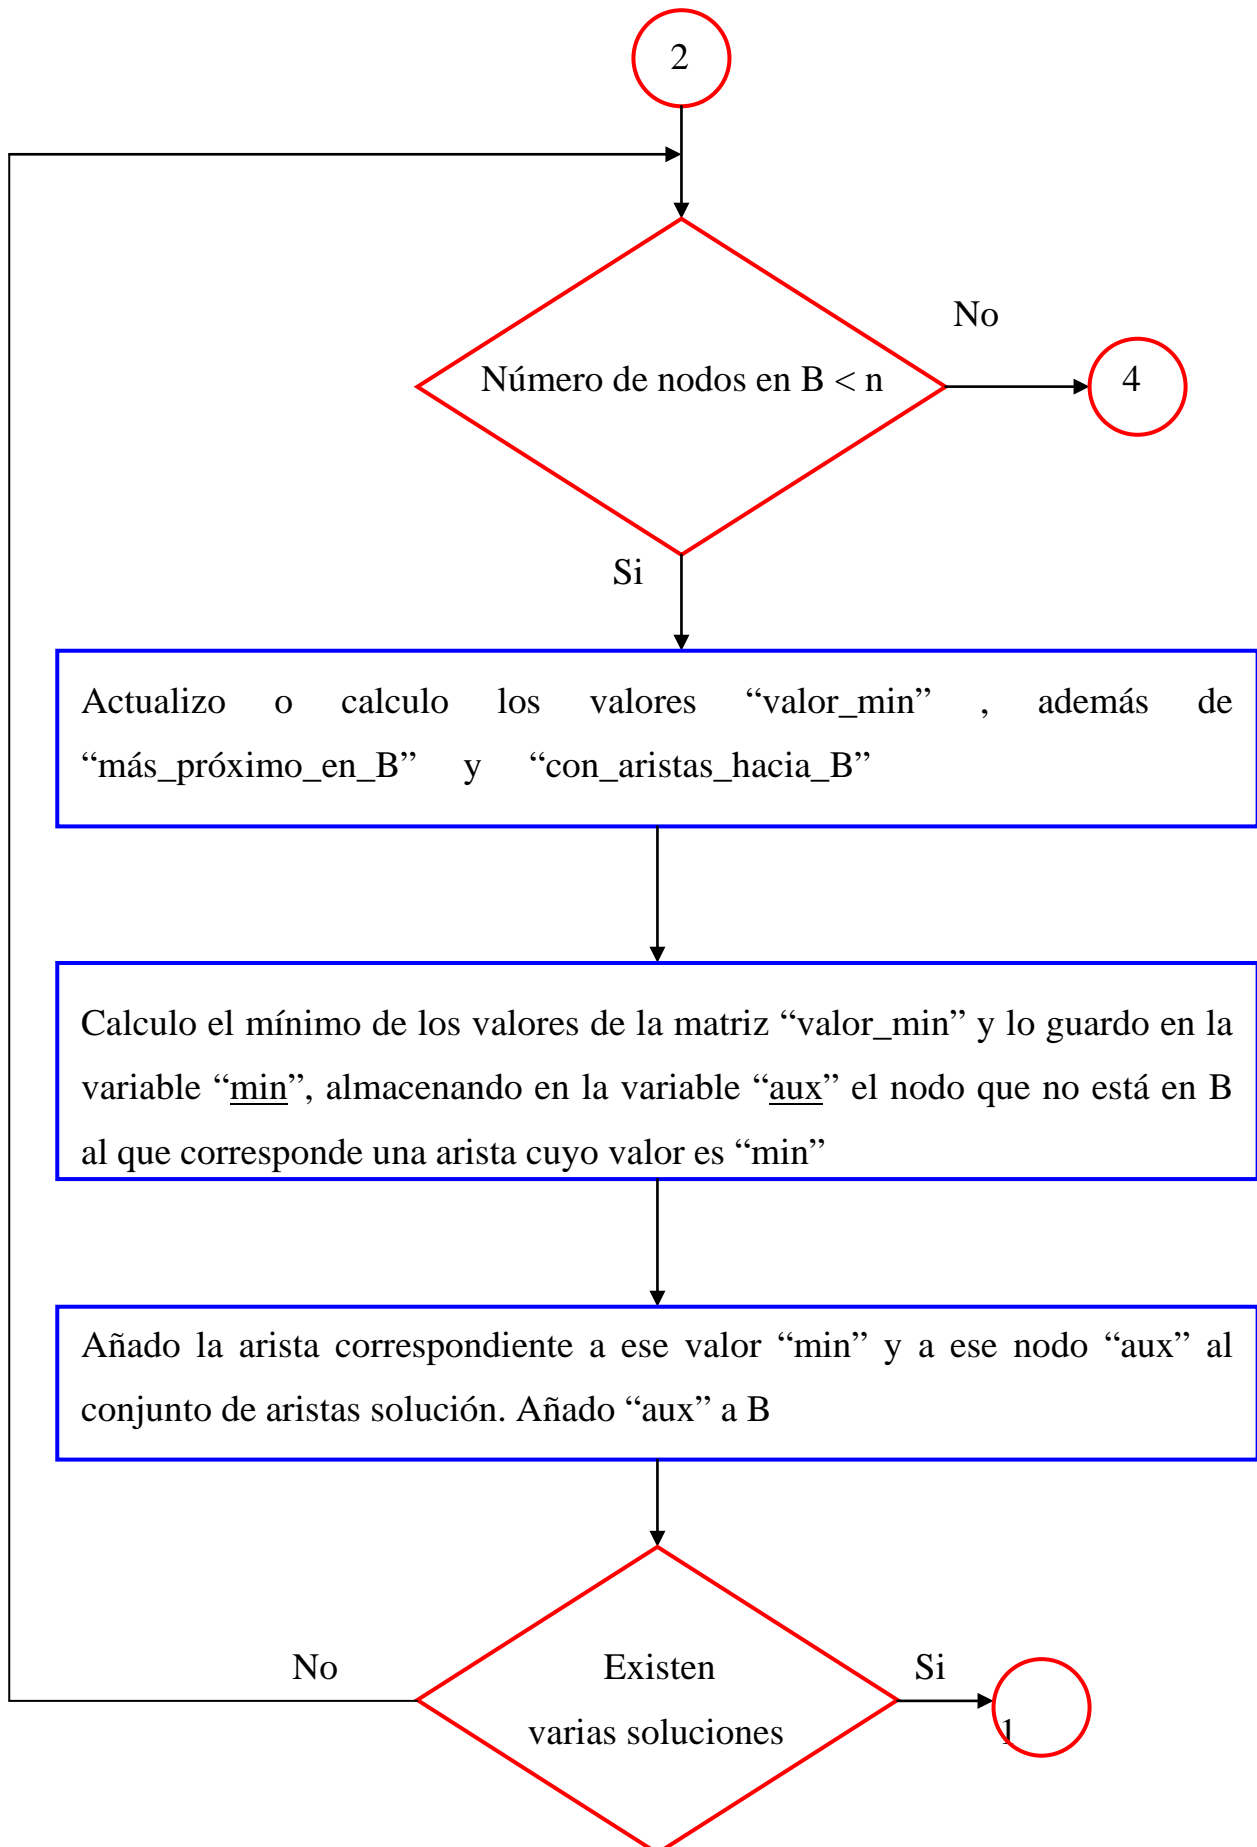 2
No
Número de nodos en B < n
4
Si
Actualizo o calculo los valores “valor_min” , además de
“más_próximo_en_B” y “con_aristas_hacia_B”
Calculo el mínimo de los valores de la matriz “valor_min” y lo guardo en la
variable “min”, almacenando en la variable “aux” el nodo que no está en B
al que corresponde una arista cuyo valor es “min”
Añado la arista correspondiente a ese valor “min” y a ese nodo “aux” al
conjunto de aristas solución. Añado “aux” a B
No
Existen
Si
varias soluciones
1